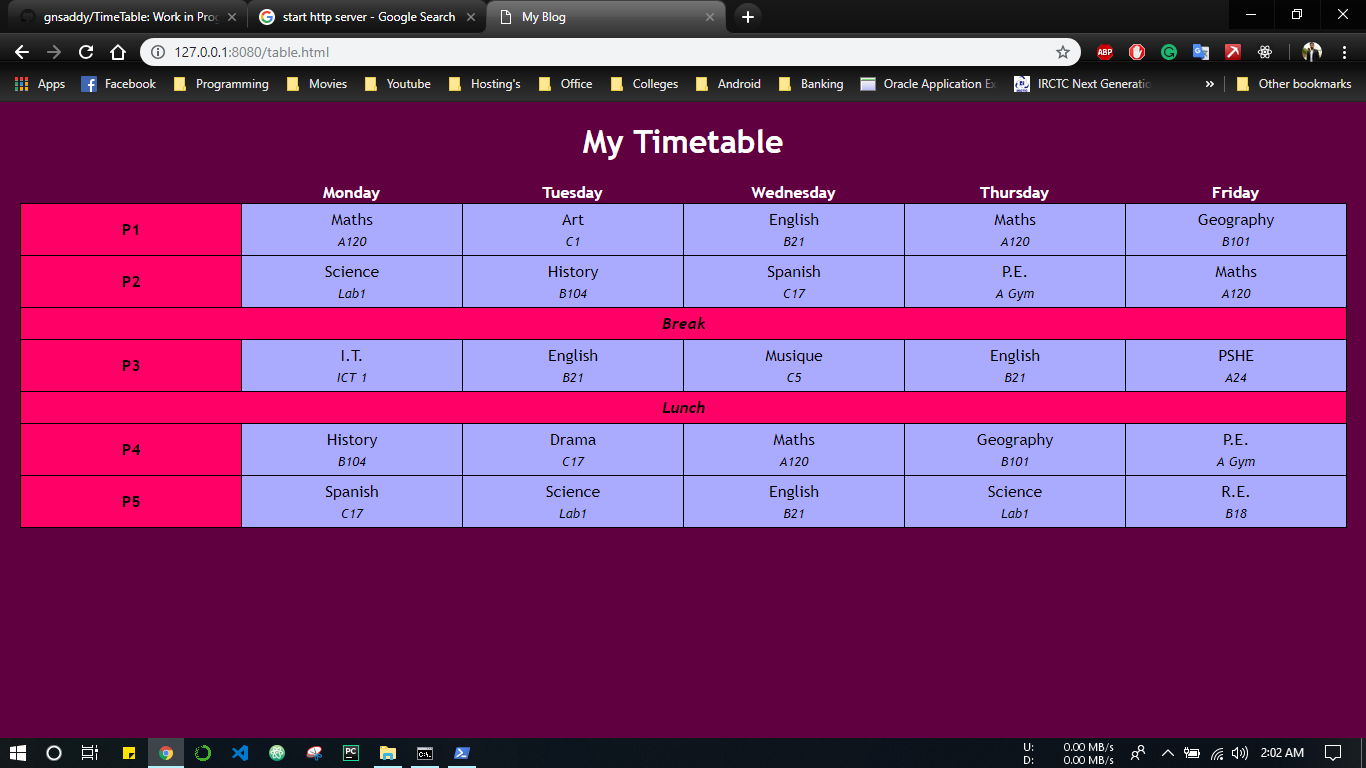 gnsaddy/TimeTable: Work in Prog
start http server - Google Search
My Blog
127.0.0.1:8080/table.html
ABP
Apps
Facebook
Programming
Movies
Youtube
Hosting's
Office
Colleges
Android
Banking
Oracle Application Ex
IRCTC Next Generatio
»
Other bookmarks
My Timetable
Monday Tuesday Wednesday Thursday Friday
P1 Maths Art English Maths Geography
A120 C1 B21 A120 B101
P2 Science History Spanish P.E. Maths
Lab1 B104 C17 A Gym A120
Break
P3 I.T. English Musique English PSHE
ICT 1 B21 C5 B21 A24
Lunch
P4 History Drama Maths Geography P.E.
B104 C17 A120 B101 A Gym
P5 Spanish Science English Science R.E.
C17 Lab1 B21 Lab1 B18
PC
U: 0.00 MB/s
D: 0.00 MB/s
2:02 AM